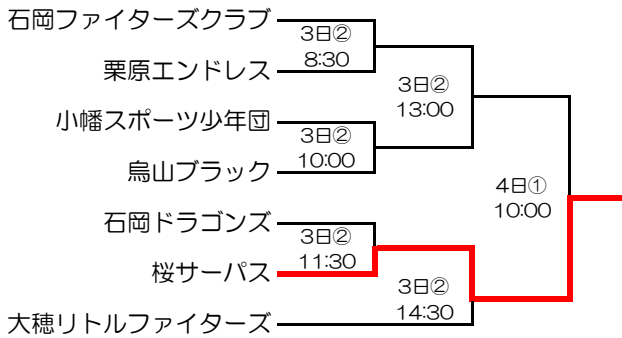 石岡ファイターズクラブ
3日②
8:30
栗原エンドレス
3日②
13:00
小幡スポーツ少年団
3日②
10:00
烏山ブラック
4日①
10:00
石岡ドラゴンズ
3日②
11:30
桜サーパス
3日②
14:30
大穂リトルファイターズ